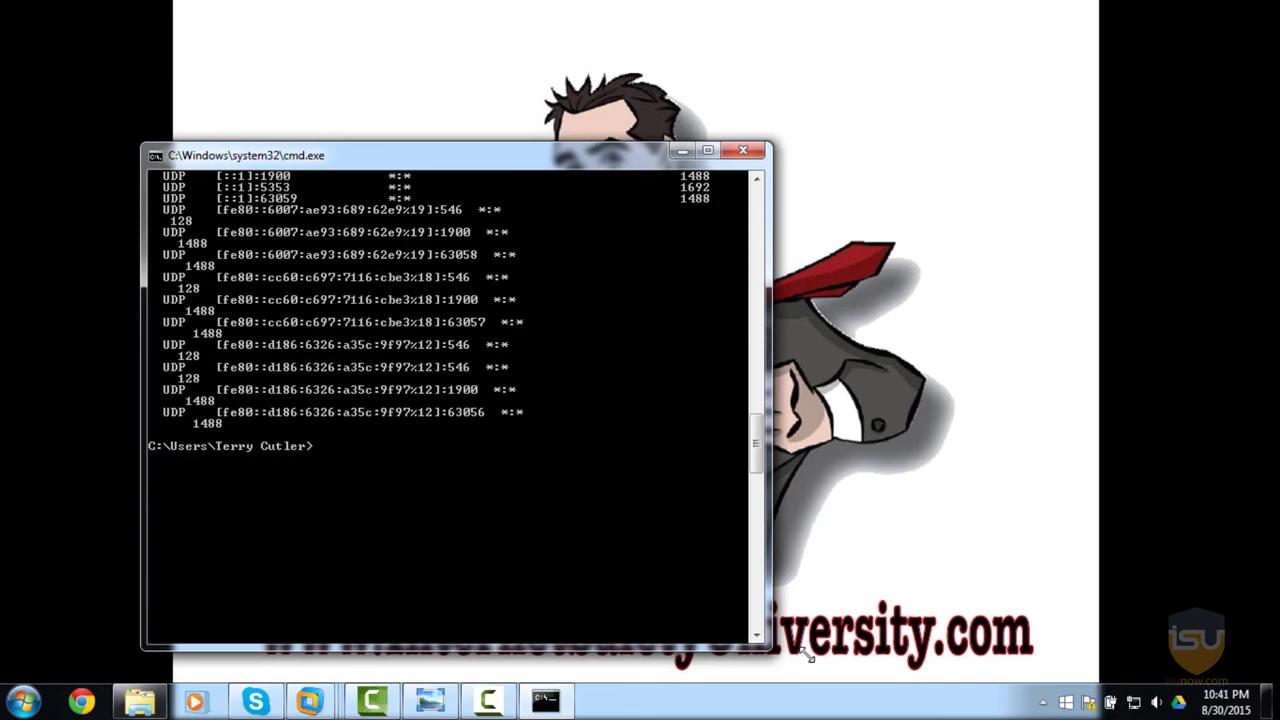 C:\Windows\system32\cmd.exe
UDP [::1]:1900 *:* 1488
UDP [::1]:5353 *:* 1692
UDP [::1]:63059 *:* 1488
UDP [fe80::6007:ae93:689:62e9%19]:546 *:*
128
UDP [fe80::6007:ae93:689:62e9%19]:1900 *:*
1488
UDP [fe80::6007:ae93:689:62e9%19]:63058 *:*
1488
UDP [fe80::cc60:c697:7116:cbe3%18]:546 *:*
128
UDP [fe80::cc60:c697:7116:cbe3%18]:1900 *:*
1488
UDP [fe80::cc60:c697:7116:cbe3%18]:63057 *:*
1488
UDP [fe80::d186:6326:a35c:9f97%12]:546 *:*
128
UDP [fe80::d186:6326:a35c:9f97%12]:546 *:*
128
UDP [fe80::d186:6326:a35c:9f97%12]:1900 *:*
1488
UDP [fe80::d186:6326:a35c:9f97%12]:63056 *:*
1488
C:\Users\Terry Cutler>
iversity.com
isu
isunow.com
10:41 PM
8/30/2015